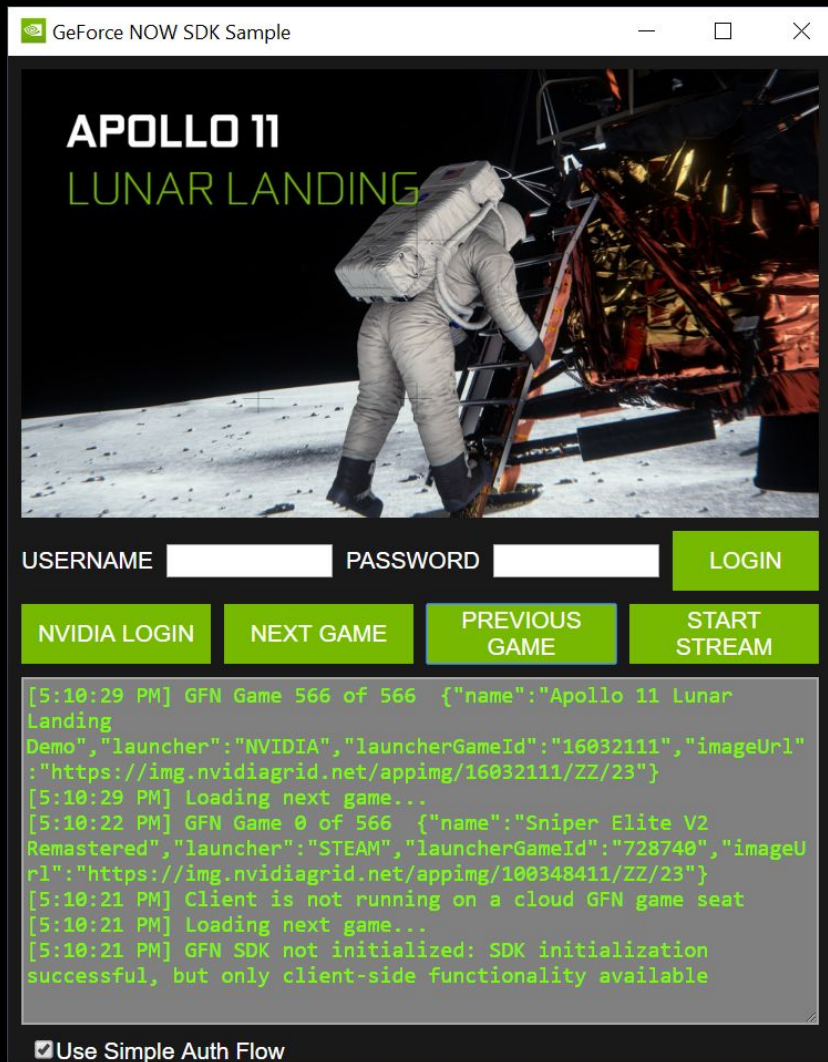 GeForce NOW SDK Sample
APOLLO 11
LUNAR LANDING
USERNAME PASSWORD LOGIN
NVIDIA LOGIN NEXT GAME PREVIOUS GAME START STREAM
[5:10:29 PM] GFN Game 566 of 566  {"name":"Apollo 11 Lunar
Landing
Demo","launcher":"NVIDIA","launcherGameId":"16032111","imageUrl"
:"https://img.nvidiagrid.net/appimg/16032111/ZZ/23"}
[5:10:29 PM] Loading next game...
[5:10:22 PM] GFN Game 0 of 566  {"name":"Sniper Elite V2
Remastered","launcher":"STEAM","launcherGameId":"728740","imageU
rl":"https://img.nvidiagrid.net/appimg/100348411/ZZ/23"}
[5:10:21 PM] Client is not running on a cloud GFN game seat
[5:10:21 PM] Loading next game...
[5:10:21 PM] GFN SDK not initialized: SDK initialization
successful, but only client-side functionality available
Use Simple Auth Flow